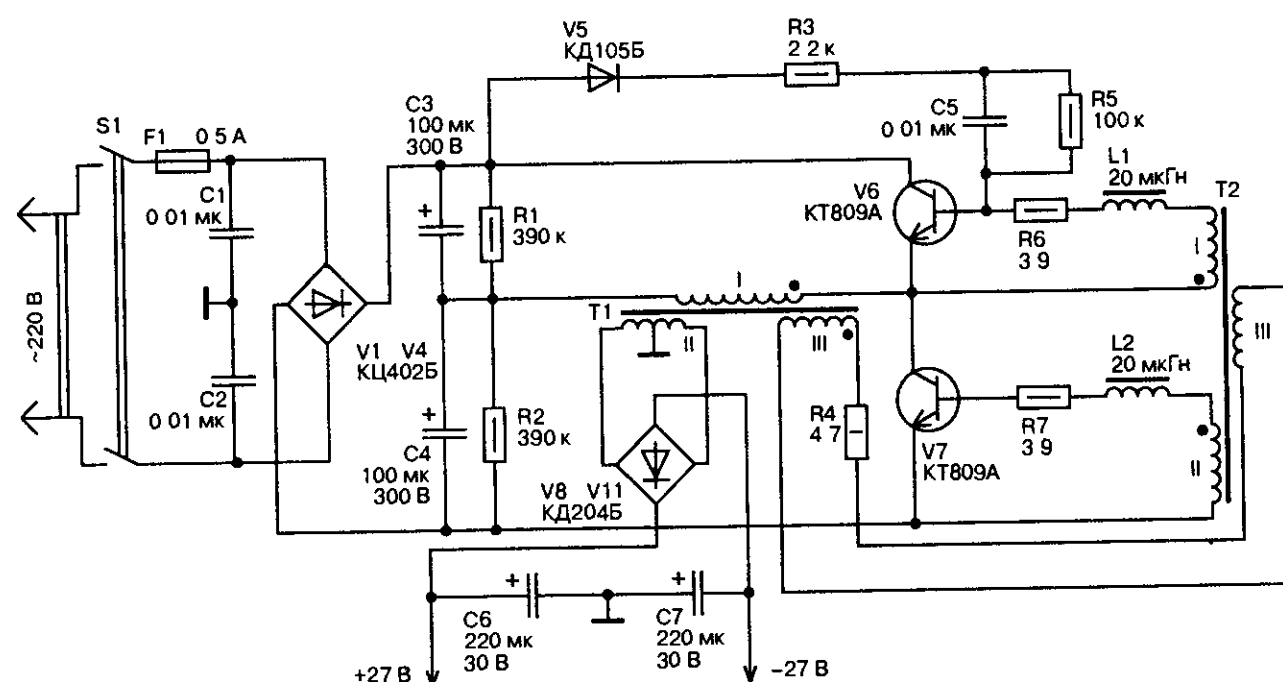 V5
КД105Б
R3
2 2 к
C3
100 мк
300 В
C5
0 01 мк
R5
100 к
S1
F1 0 5 А
L1
20 мкГн
T2
C1
0 01 мк
R1
390 к
V6
КТ809А
R6
3 9
I
I
~220 В
T1
II
III
III
V1 V4
КЦ402Б
L2
20 мкГн
C2
0 01 мк
R2
390 к
R4
4 7
R7
3 9
C4
100 мк
300 В
V7
КТ809А
II
V8 V11
КД204Б
C6
220 мк
30 В
C7
220 мк
30 В
+27 В
−27 В